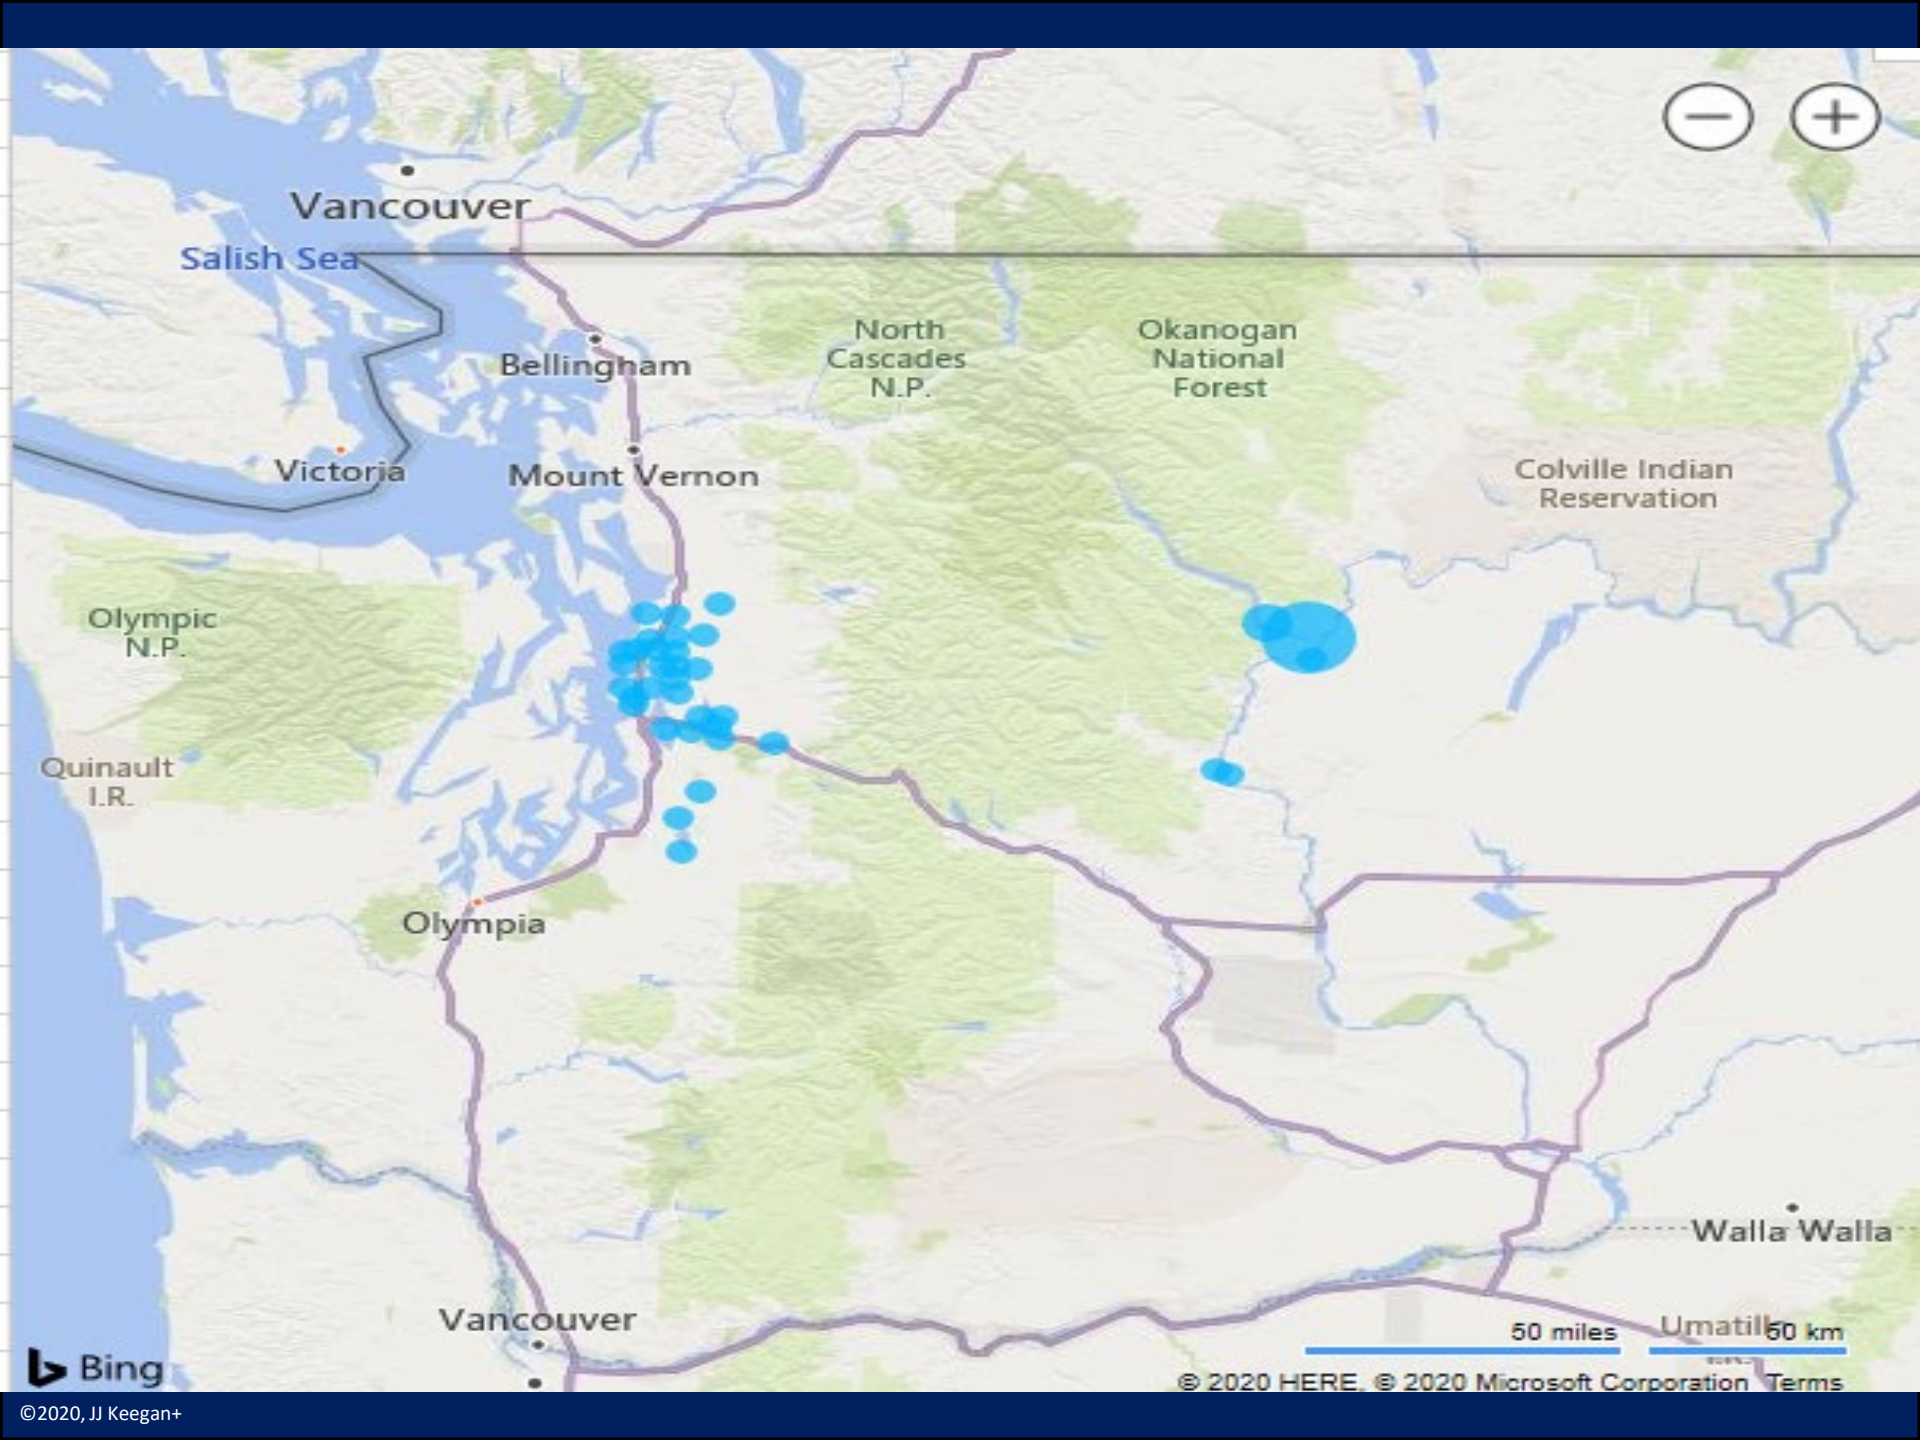 Vancouver
Salish Sea
Bellingham
North
Cascades
N.P.
Okanogan
National
Forest
Victoria
Mount Vernon
Colville Indian
Reservation
Olympic
N.P.
Quinault
I.R.
Olympia
Walla Walla
Vancouver
50 miles
50 km
Bing
© 2020 HERE, © 2020 Microsoft Corporation Terms
©2020, JJ Keegan+